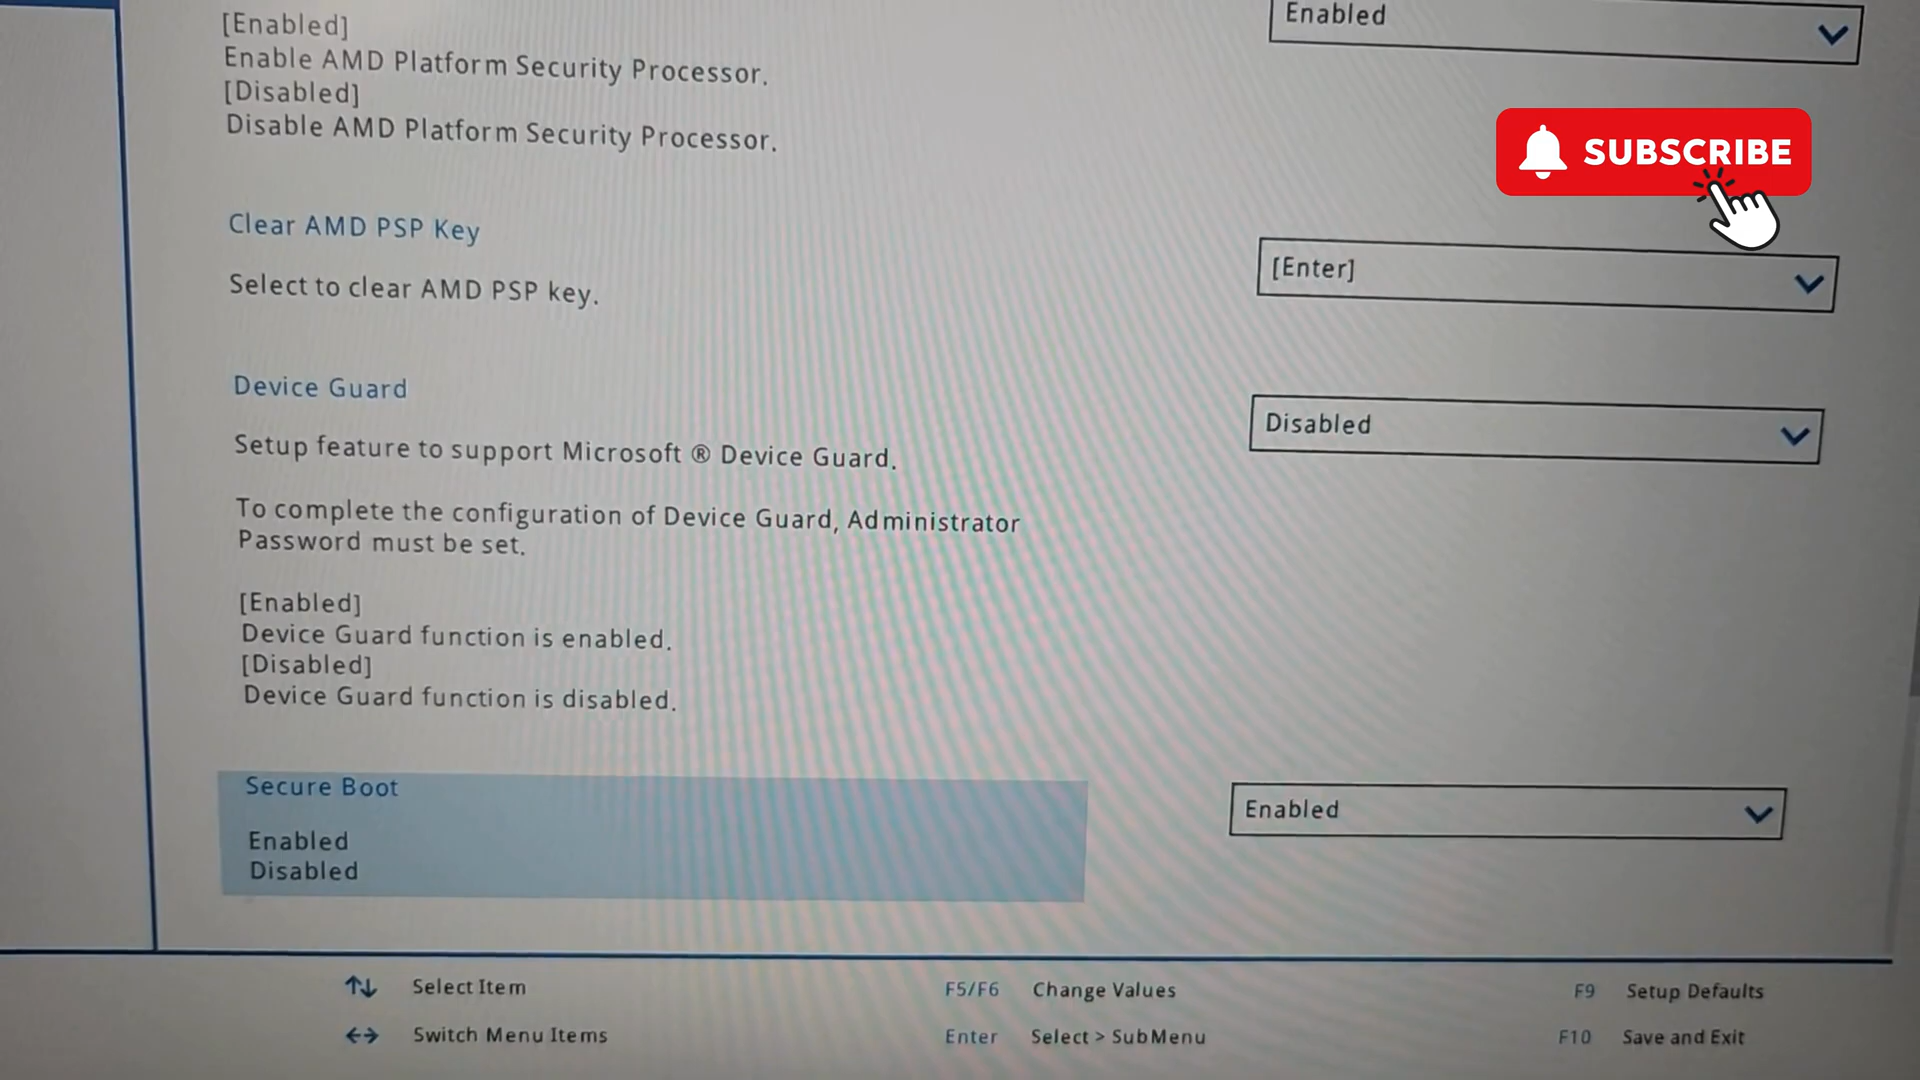 [Enabled]
Enabled
Enable AMD Platform Security Processor.
[Disabled]
Disable AMD Platform Security Processor.
SUBSCRIBE
Clear AMD PSP Key
[Enter]
Select to clear AMD PSP key.
Device Guard
Disabled
Setup feature to support Microsoft ® Device Guard.
To complete the configuration of Device Guard, Administrator
Password must be set.
[Enabled]
Device Guard function is enabled.
[Disabled]
Device Guard function is disabled.
Secure Boot
Enabled
Enabled
Disabled
↑↓ Select Item
F5/F6 Change Values
F9 Setup Defaults
←→ Switch Menu Items
Enter Select > SubMenu
F10 Save and Exit